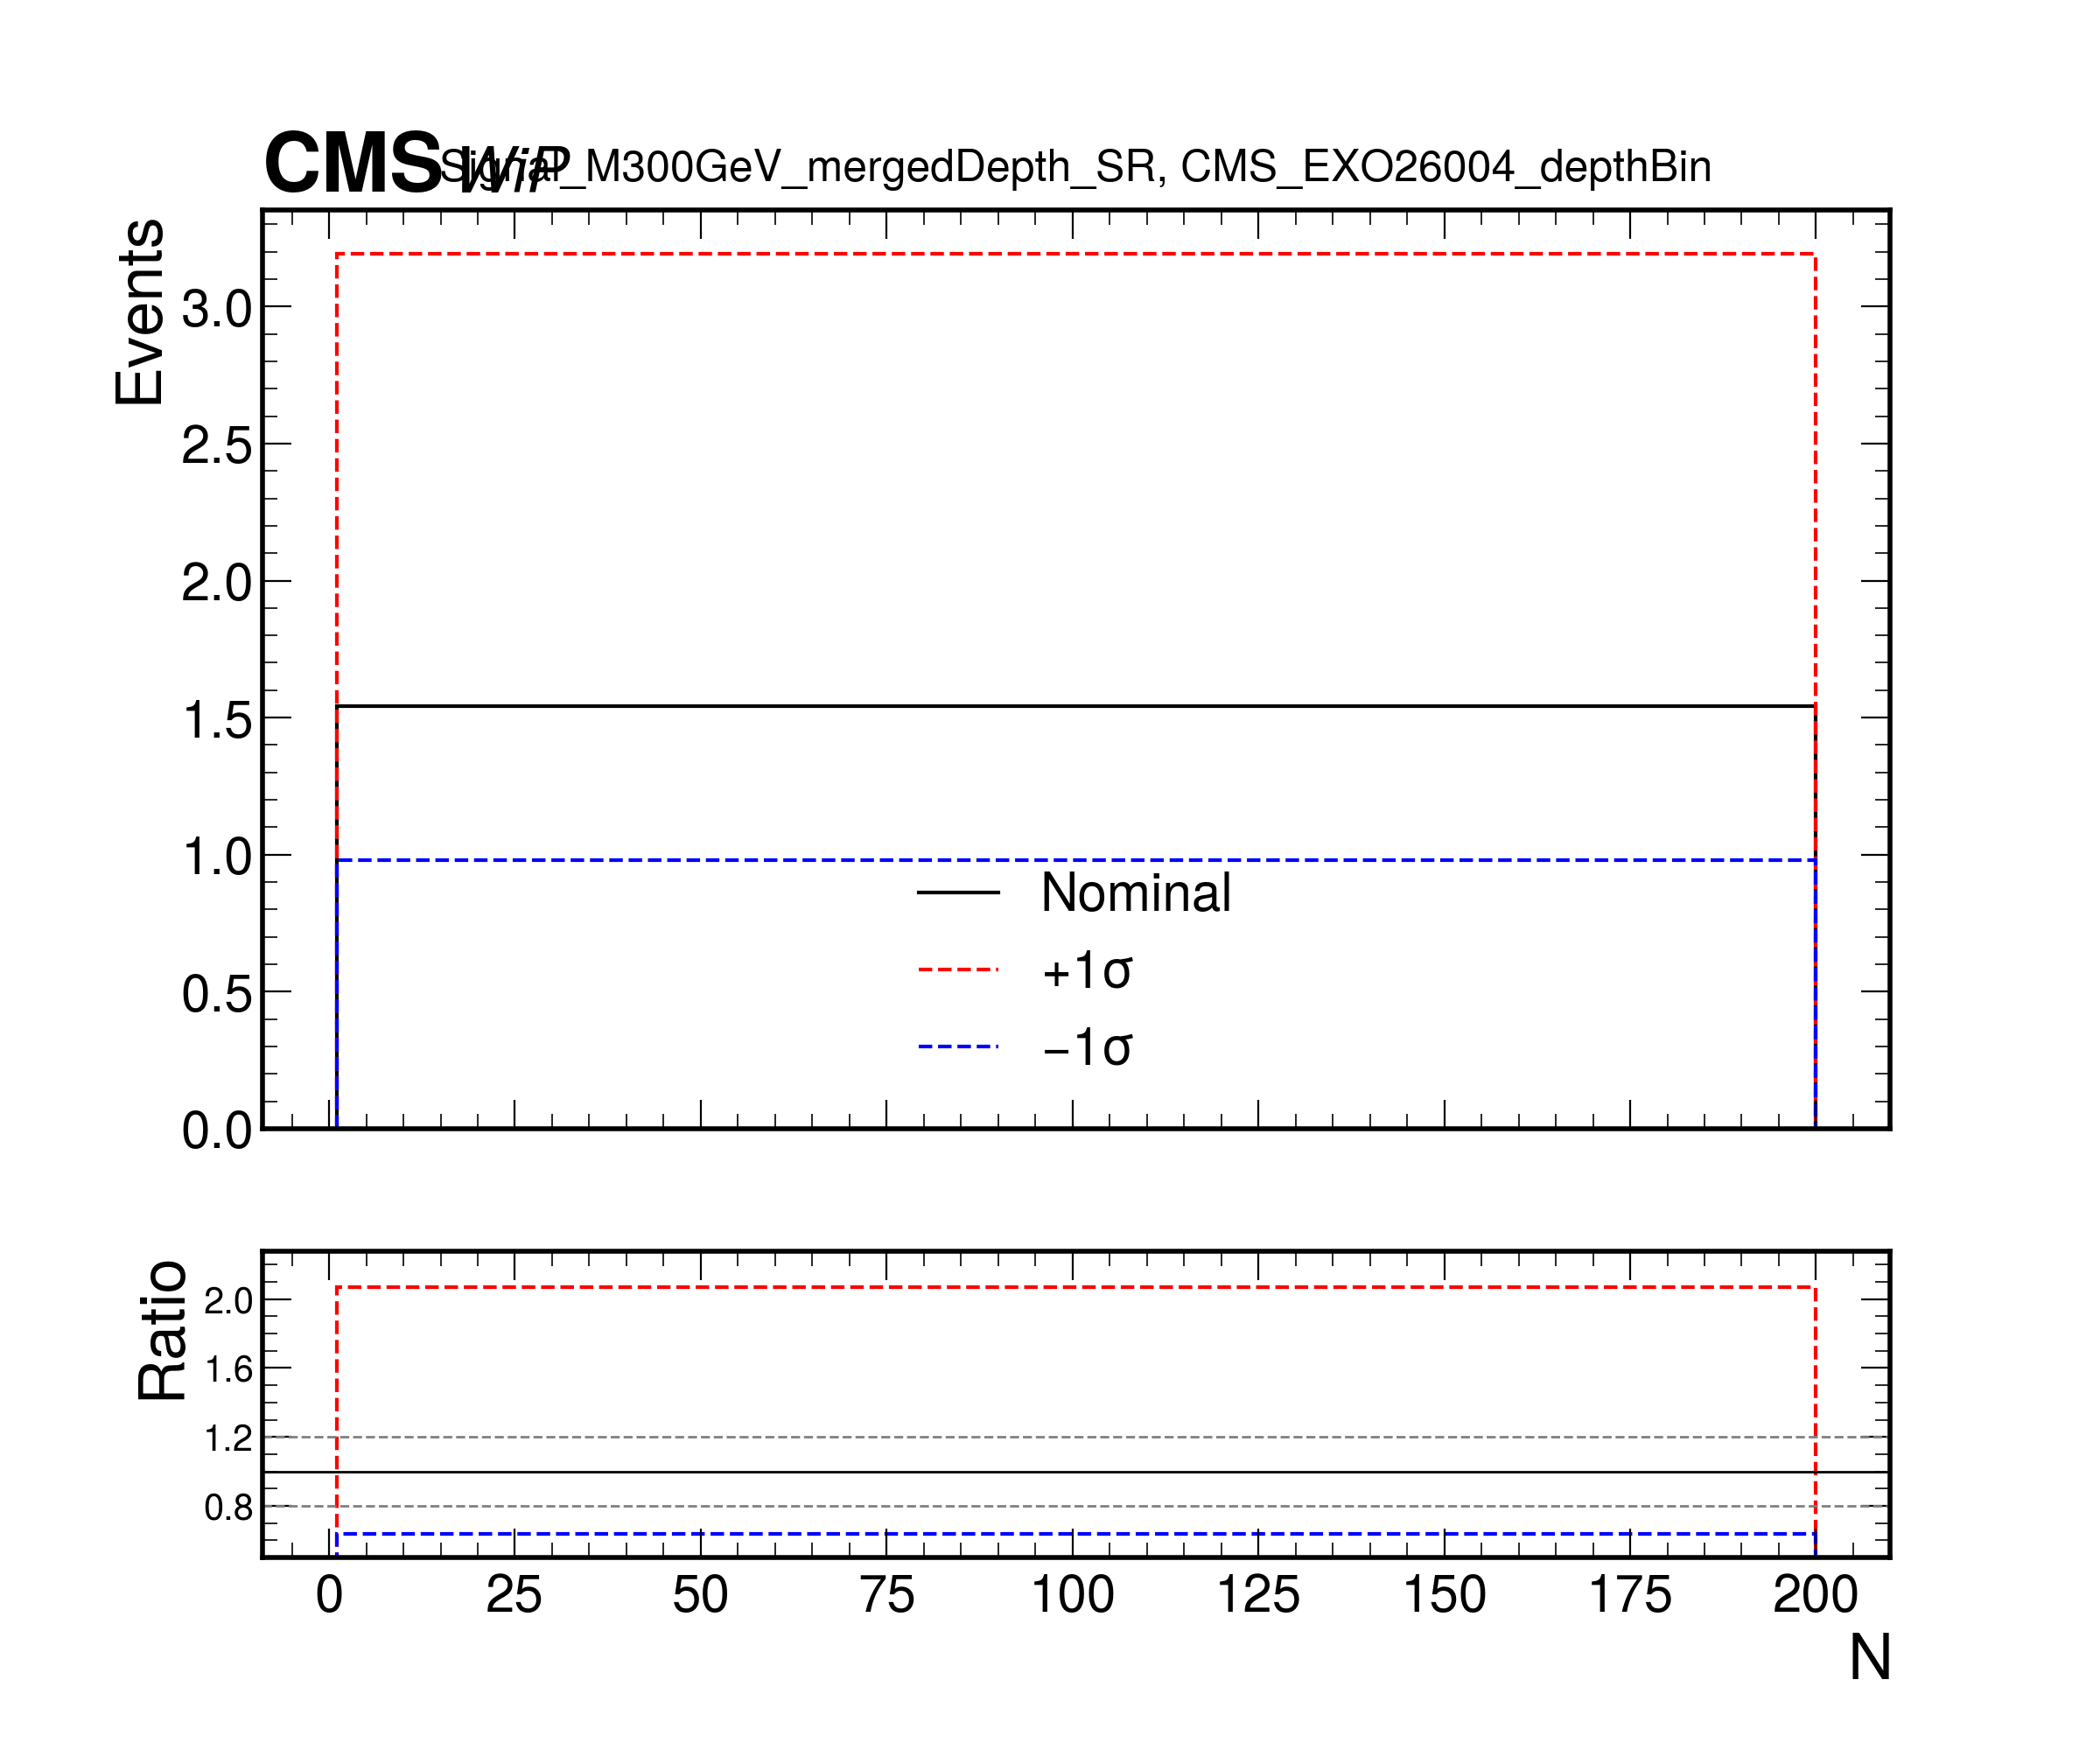 CMS WiP Signal_M300GeV_mergedDepth_SR, CMS_EXO26004_depthBin
Events
3.0
2.5
2.0
1.5
1.0
0.5
0.0
Nominal
+1σ
−1σ
Ratio
2.0
1.6
1.2
0.8
0 25 50 75 100 125 150 175 200
N